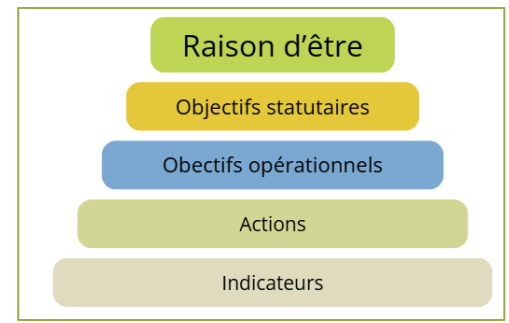 Raison d’être
Objectifs statutaires
Obectifs opérationnels
Actions
Indicateurs